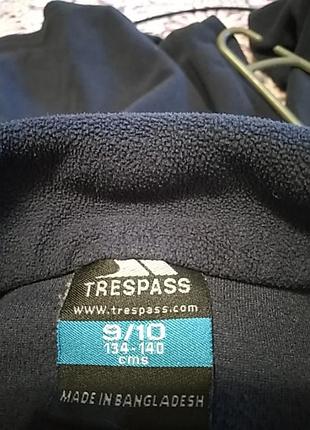 TRESPASS
www.trespass.com
9/10
134-140
cms
MADE IN BANGLADESH